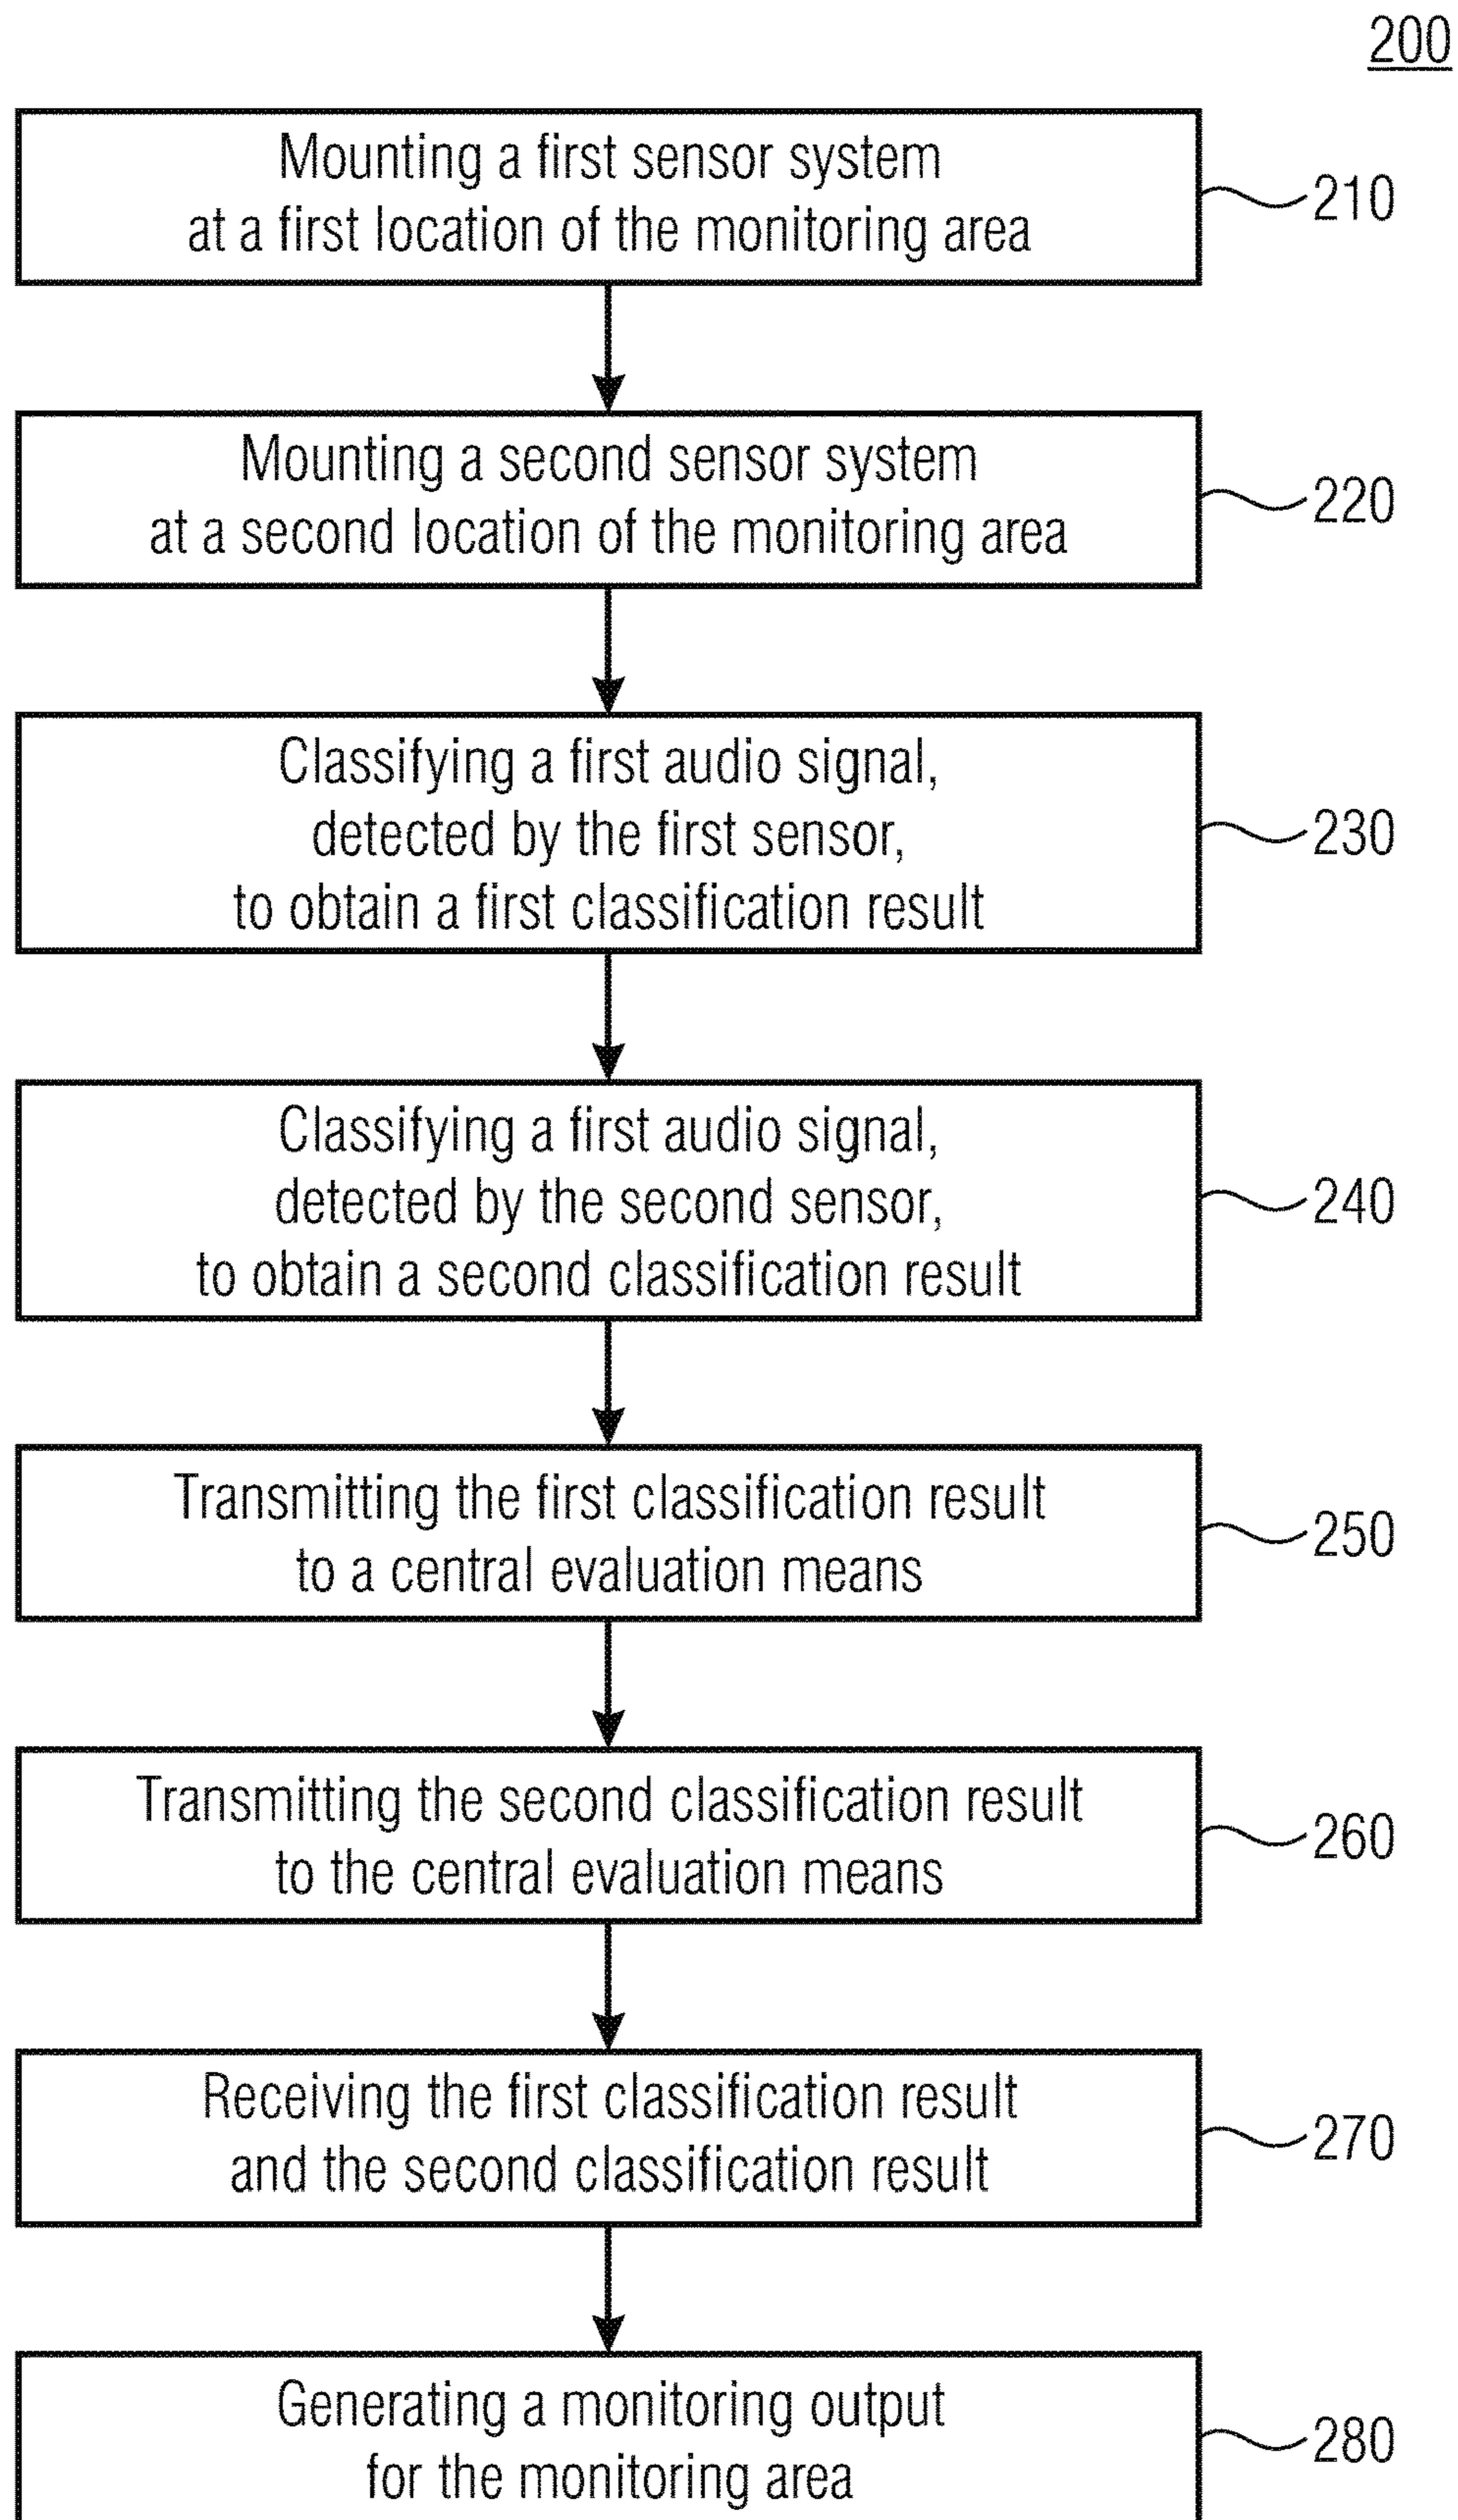 200
Mounting a first sensor system
at a first location of the monitoring area
210
Mounting a second sensor system
at a second location of the monitoring area
220
Classifying a first audio signal,
detected by the first sensor,
to obtain a first classification result
230
Classifying a first audio signal,
detected by the second sensor,
to obtain a second classification result
240
Transmitting the first classification result
to a central evaluation means
250
Transmitting the second classification result
to the central evaluation means
260
Receiving the first classification result
and the second classification result
270
Generating a monitoring output
for the monitoring area
280